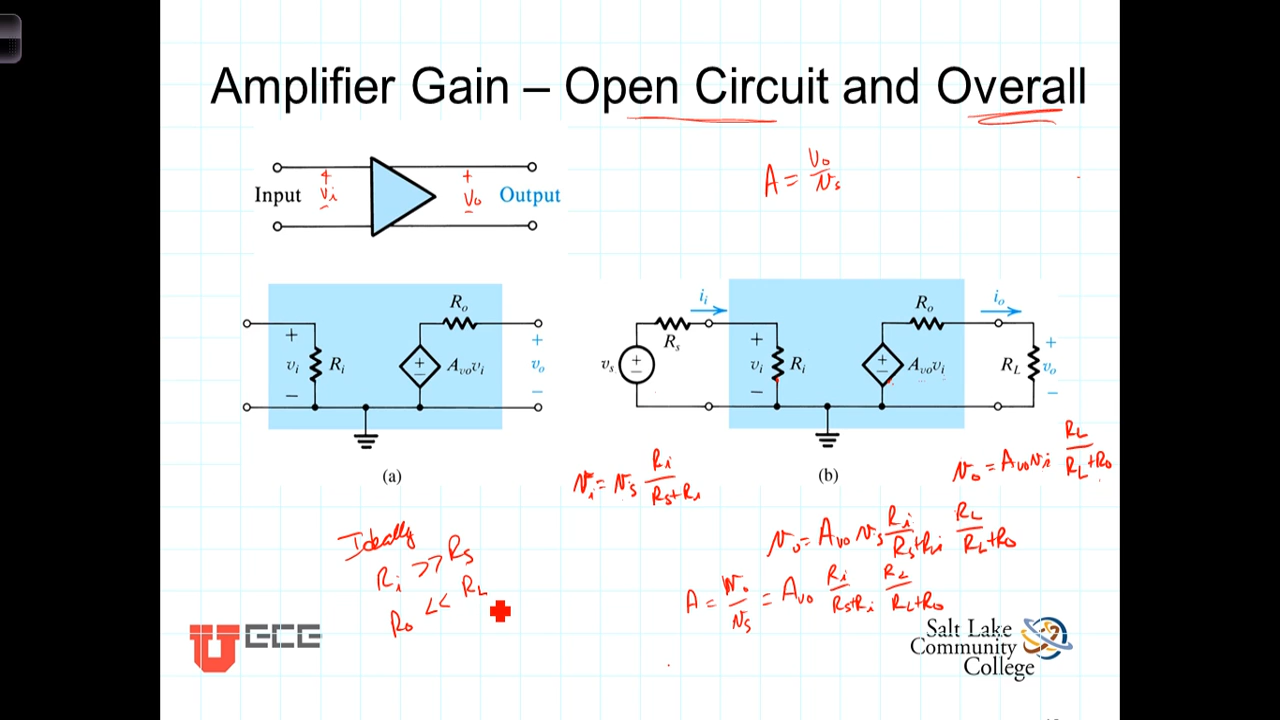 Amplifier Gain – Open Circuit and Overall
A = Vo/vs
Input + vi − + Vo − Output
Ro
+ vi − Ri + − Avovi + vo −
(a)
ii Ro io
Rs
vs + − + vi − Ri + − Avovi RL + vo −
(b)
vi = vs Ri/(Rs+Ri)
vo = Avovi RL/(RL+Ro)
vo = Avo vs Ri/(Rs+Ri) RL/(RL+Ro)
A = vo/vs = Avo Ri/(Rs+Ri) RL/(RL+Ro)
Ideally
Ri >> Rs
Ro << RL
U ECE
Salt Lake
Community
College